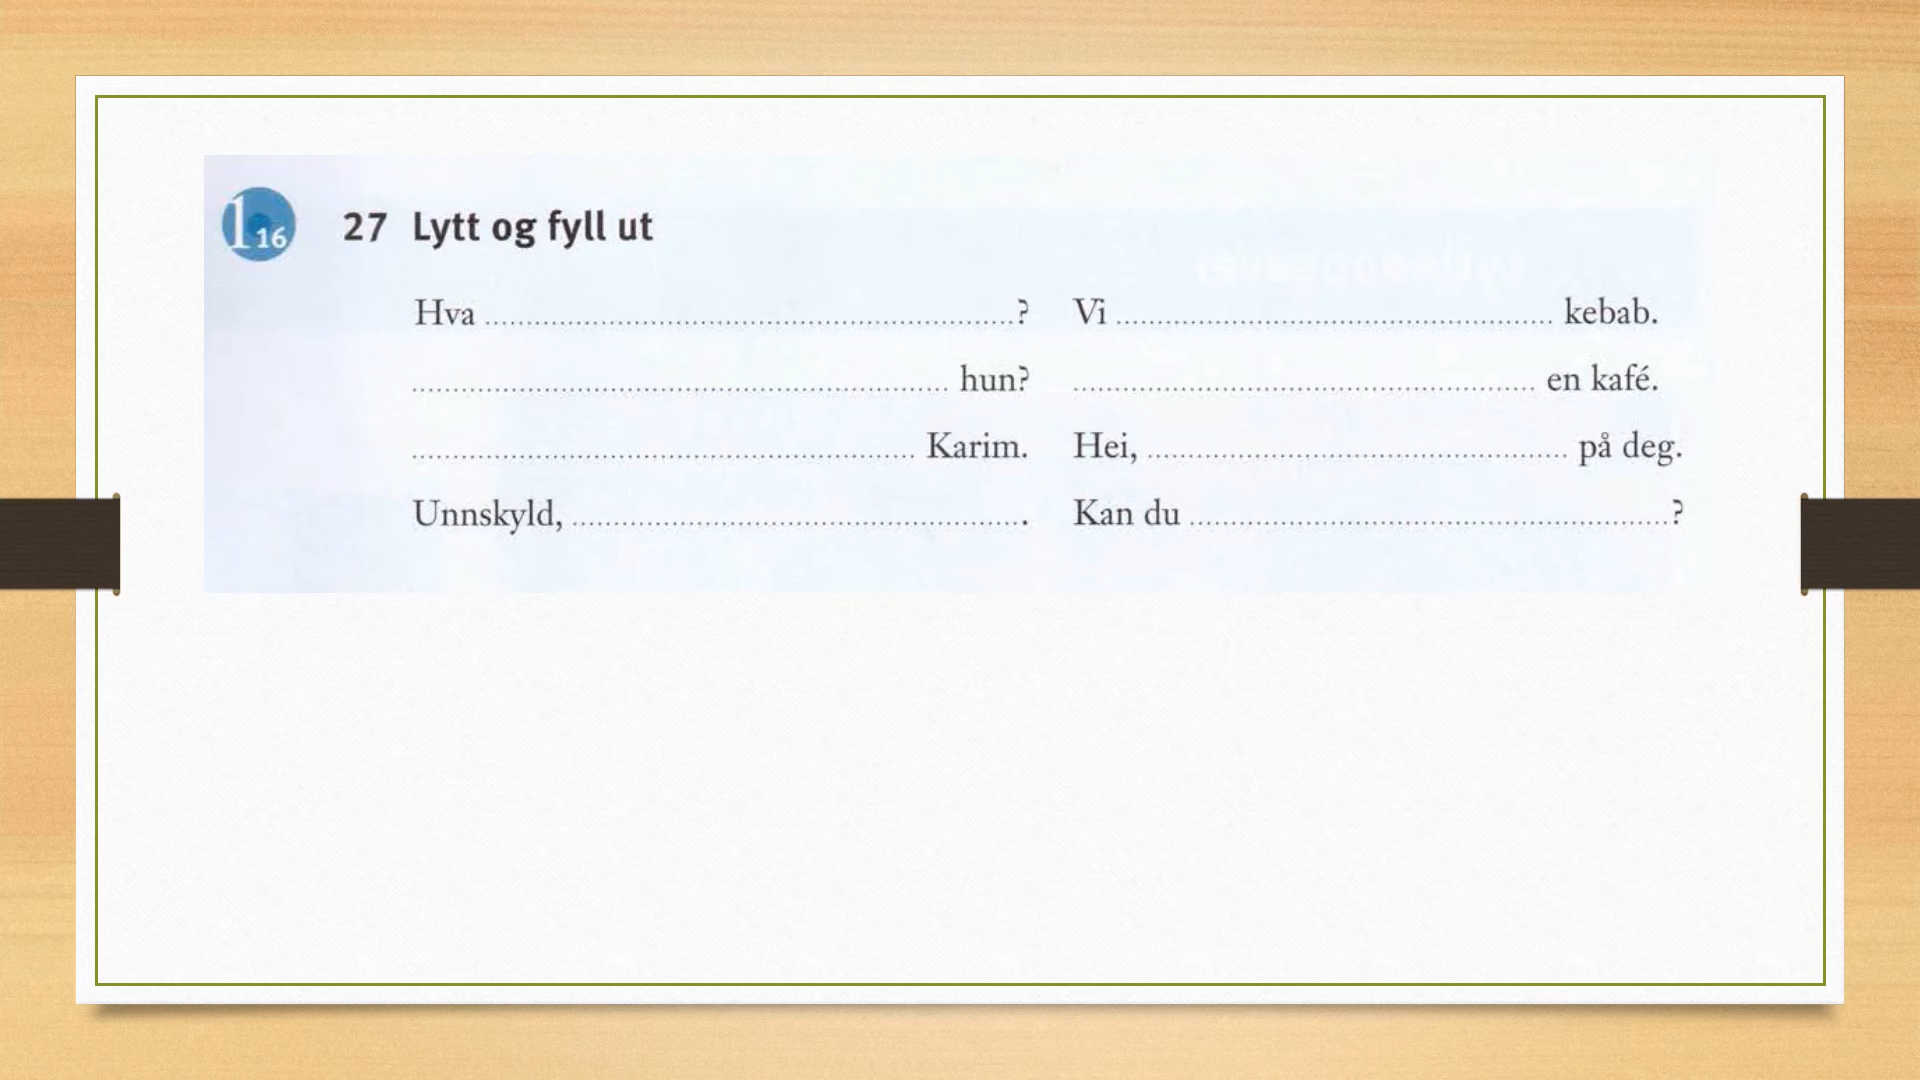 1 16
27 Lytt og fyll ut
Hva ........................................................?
........................................................ hun?
........................................................ Karim.
Unnskyld, ........................................................ .
Vi ........................................................ kebab.
........................................................ en kafé.
Hei, ........................................................ på deg.
Kan du ........................................................?